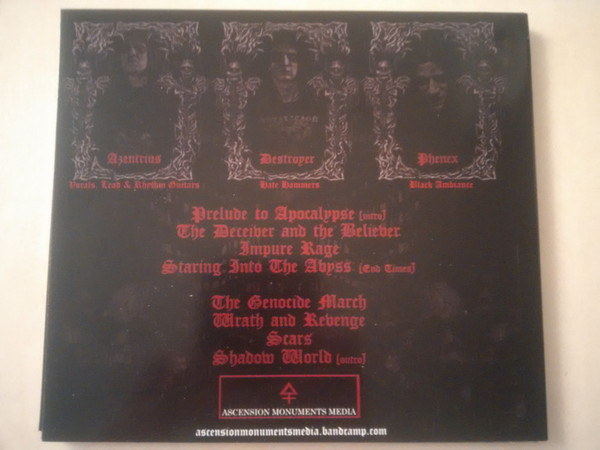 Azentrius
Destroyer
Phenex
Vocals, Lead & Rhythm Guitars
Hate Hammers
Black Ambiance
Prelude to Apocalypse [intro]
The Deceiver and the Believer
Impure Rage
Staring Into The Abyss [End Times]
The Genocide March
Wrath and Revenge
Scars
Shadow World [outro]
ASCENSION MONUMENTS MEDIA
ascensionmonumentsmedia.bandcamp.com